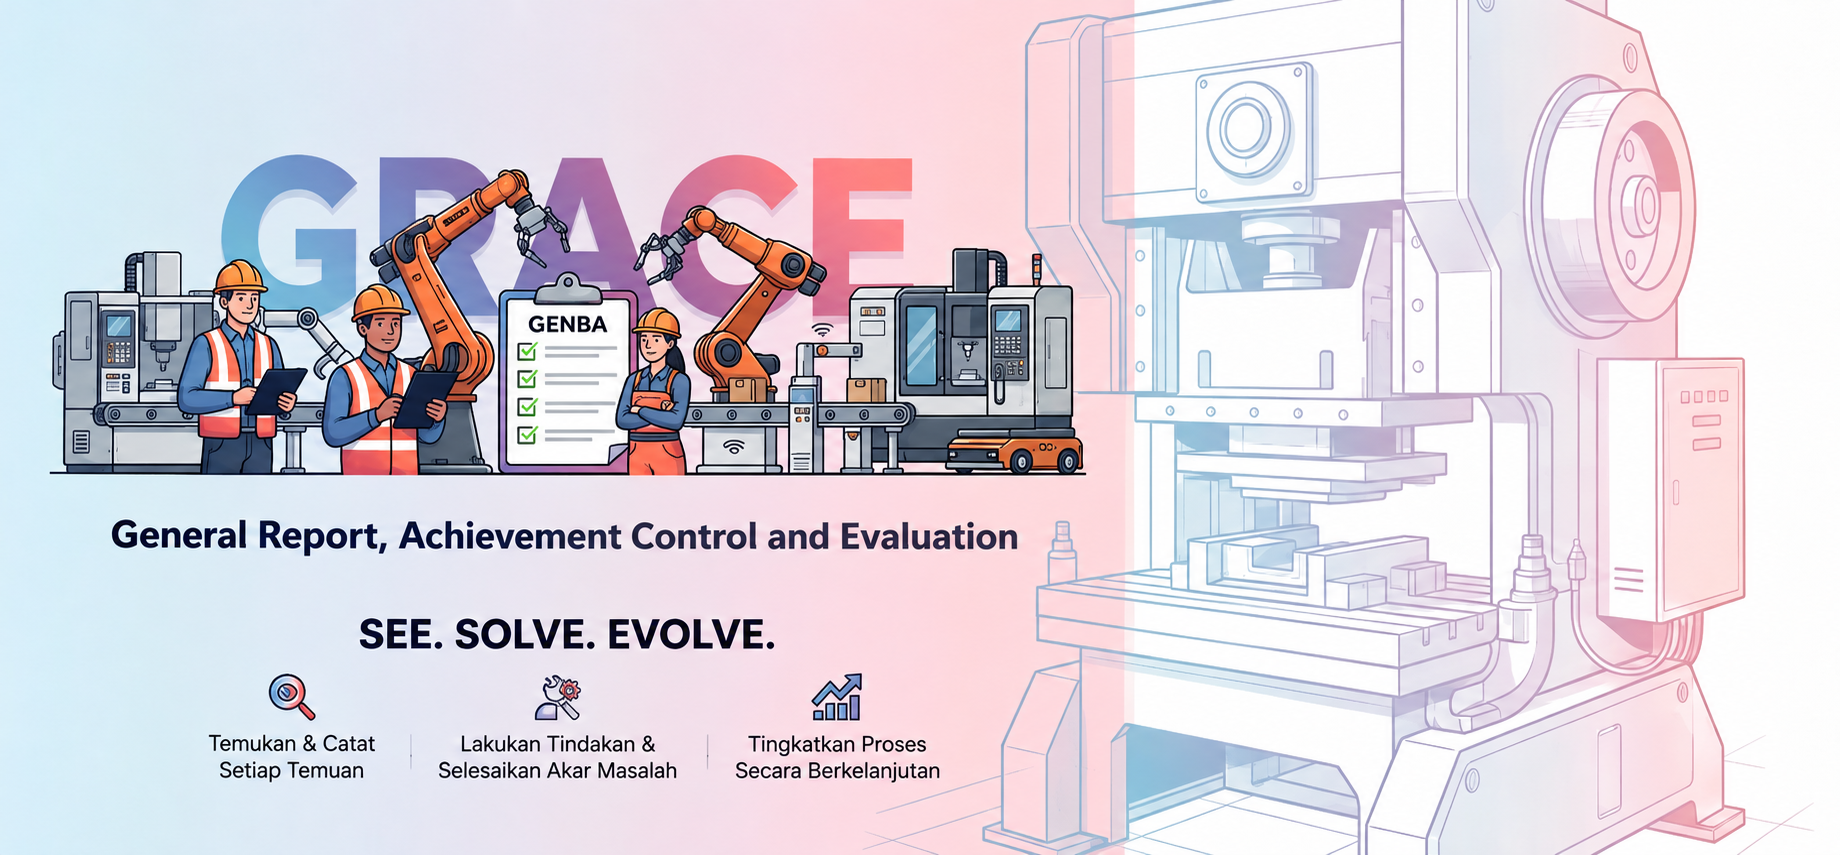 GRACE
GENBA
General Report, Achievement Control and Evaluation
SEE. SOLVE. EVOLVE.
Temukan & Catat
Setiap Temuan
Lakukan Tindakan &
Selesaikan Akar Masalah
Tingkatkan Proses
Secara Berkelanjutan